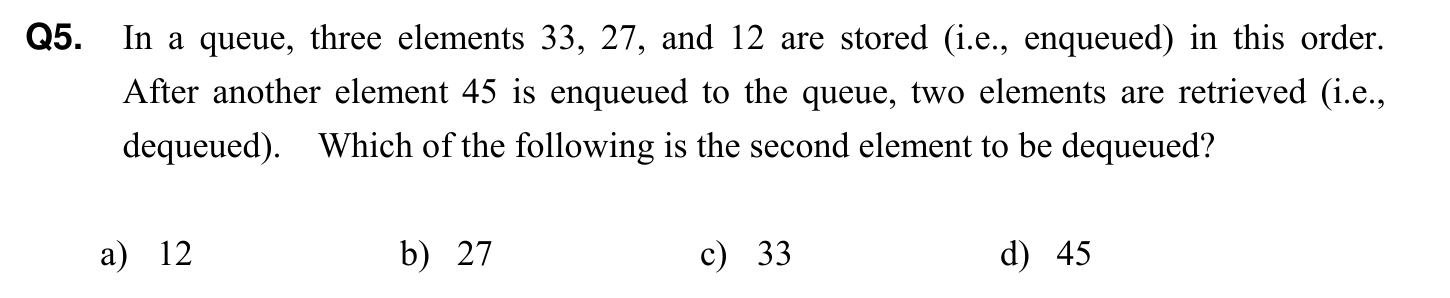 Q5. In a queue, three elements 33, 27, and 12 are stored (i.e., enqueued) in this order.
After another element 45 is enqueued to the queue, two elements are retrieved (i.e.,
dequeued). Which of the following is the second element to be dequeued?
a) 12 b) 27 c) 33 d) 45